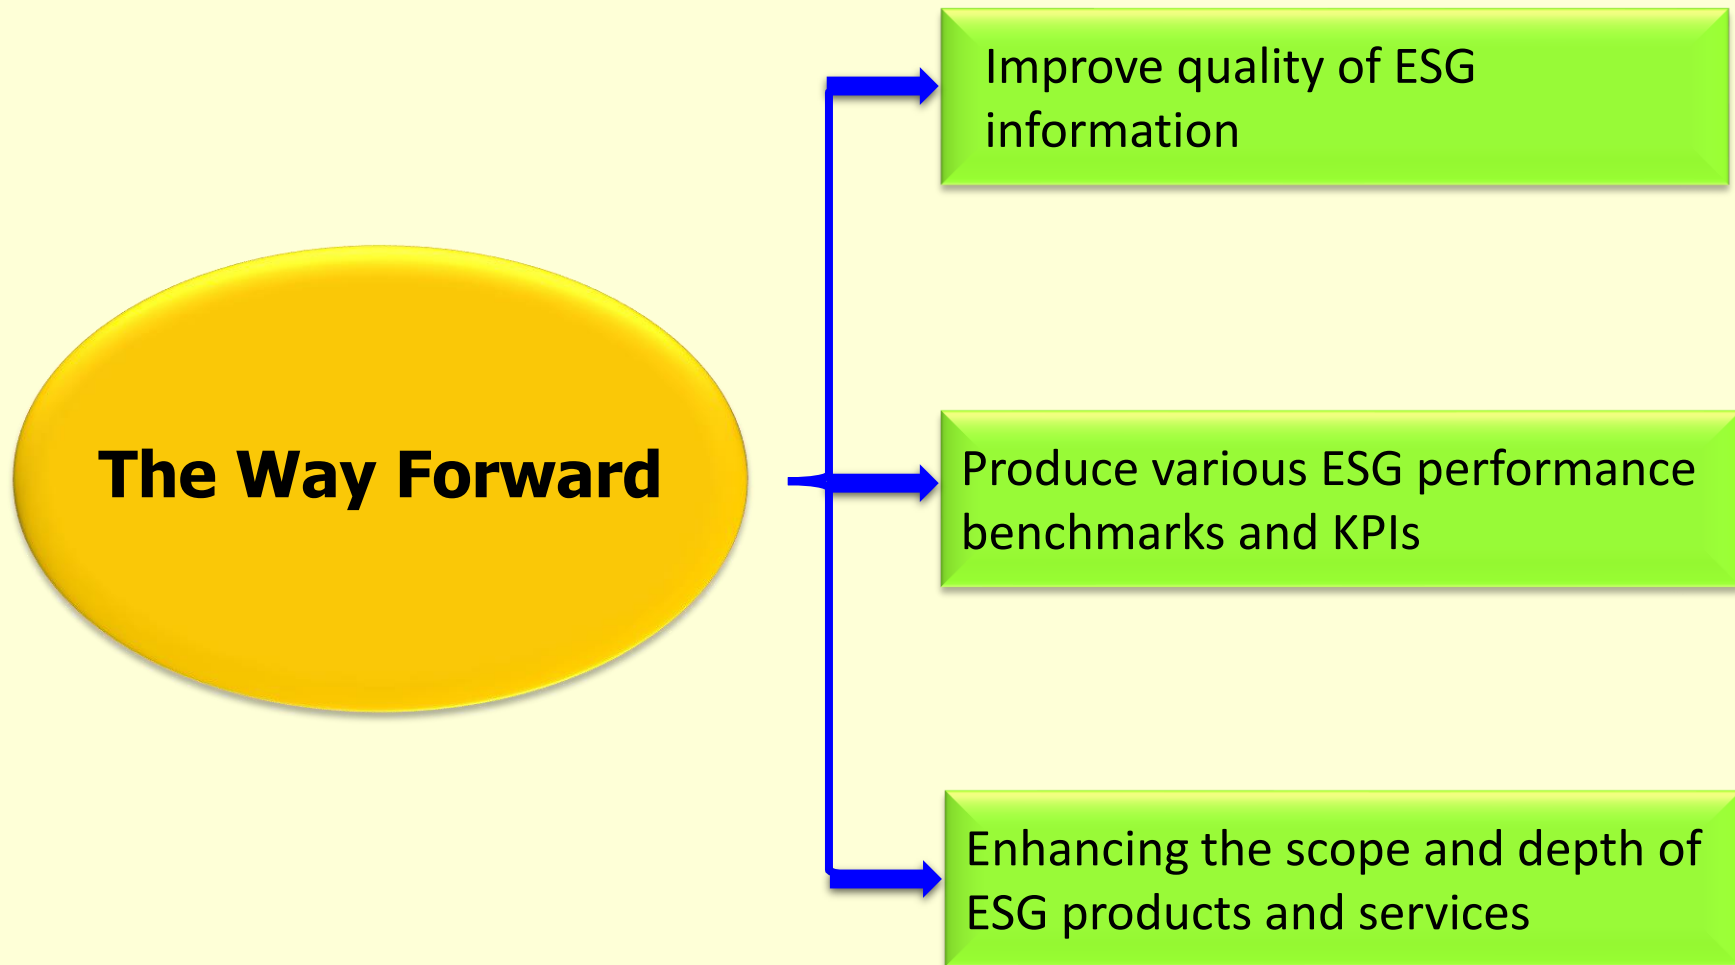 Improve quality of ESG
information
The Way Forward
Produce various ESG performance
benchmarks and KPIs
Enhancing the scope and depth of
ESG products and services